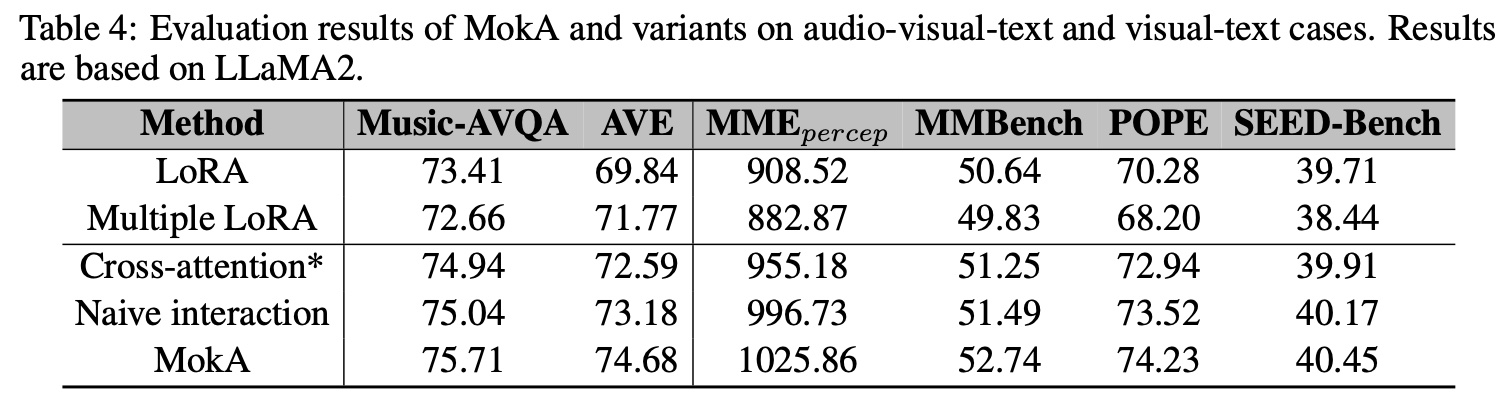 Table 4: Evaluation results of MokA and variants on audio-visual-text and visual-text cases. Results
are based on LLaMA2.
Method Music-AVQA AVE MMEpercep MMBench POPE SEED-Bench
LoRA 73.41 69.84 908.52 50.64 70.28 39.71
Multiple LoRA 72.66 71.77 882.87 49.83 68.20 38.44
Cross-attention* 74.94 72.59 955.18 51.25 72.94 39.91
Naive interaction 75.04 73.18 996.73 51.49 73.52 40.17
MokA 75.71 74.68 1025.86 52.74 74.23 40.45